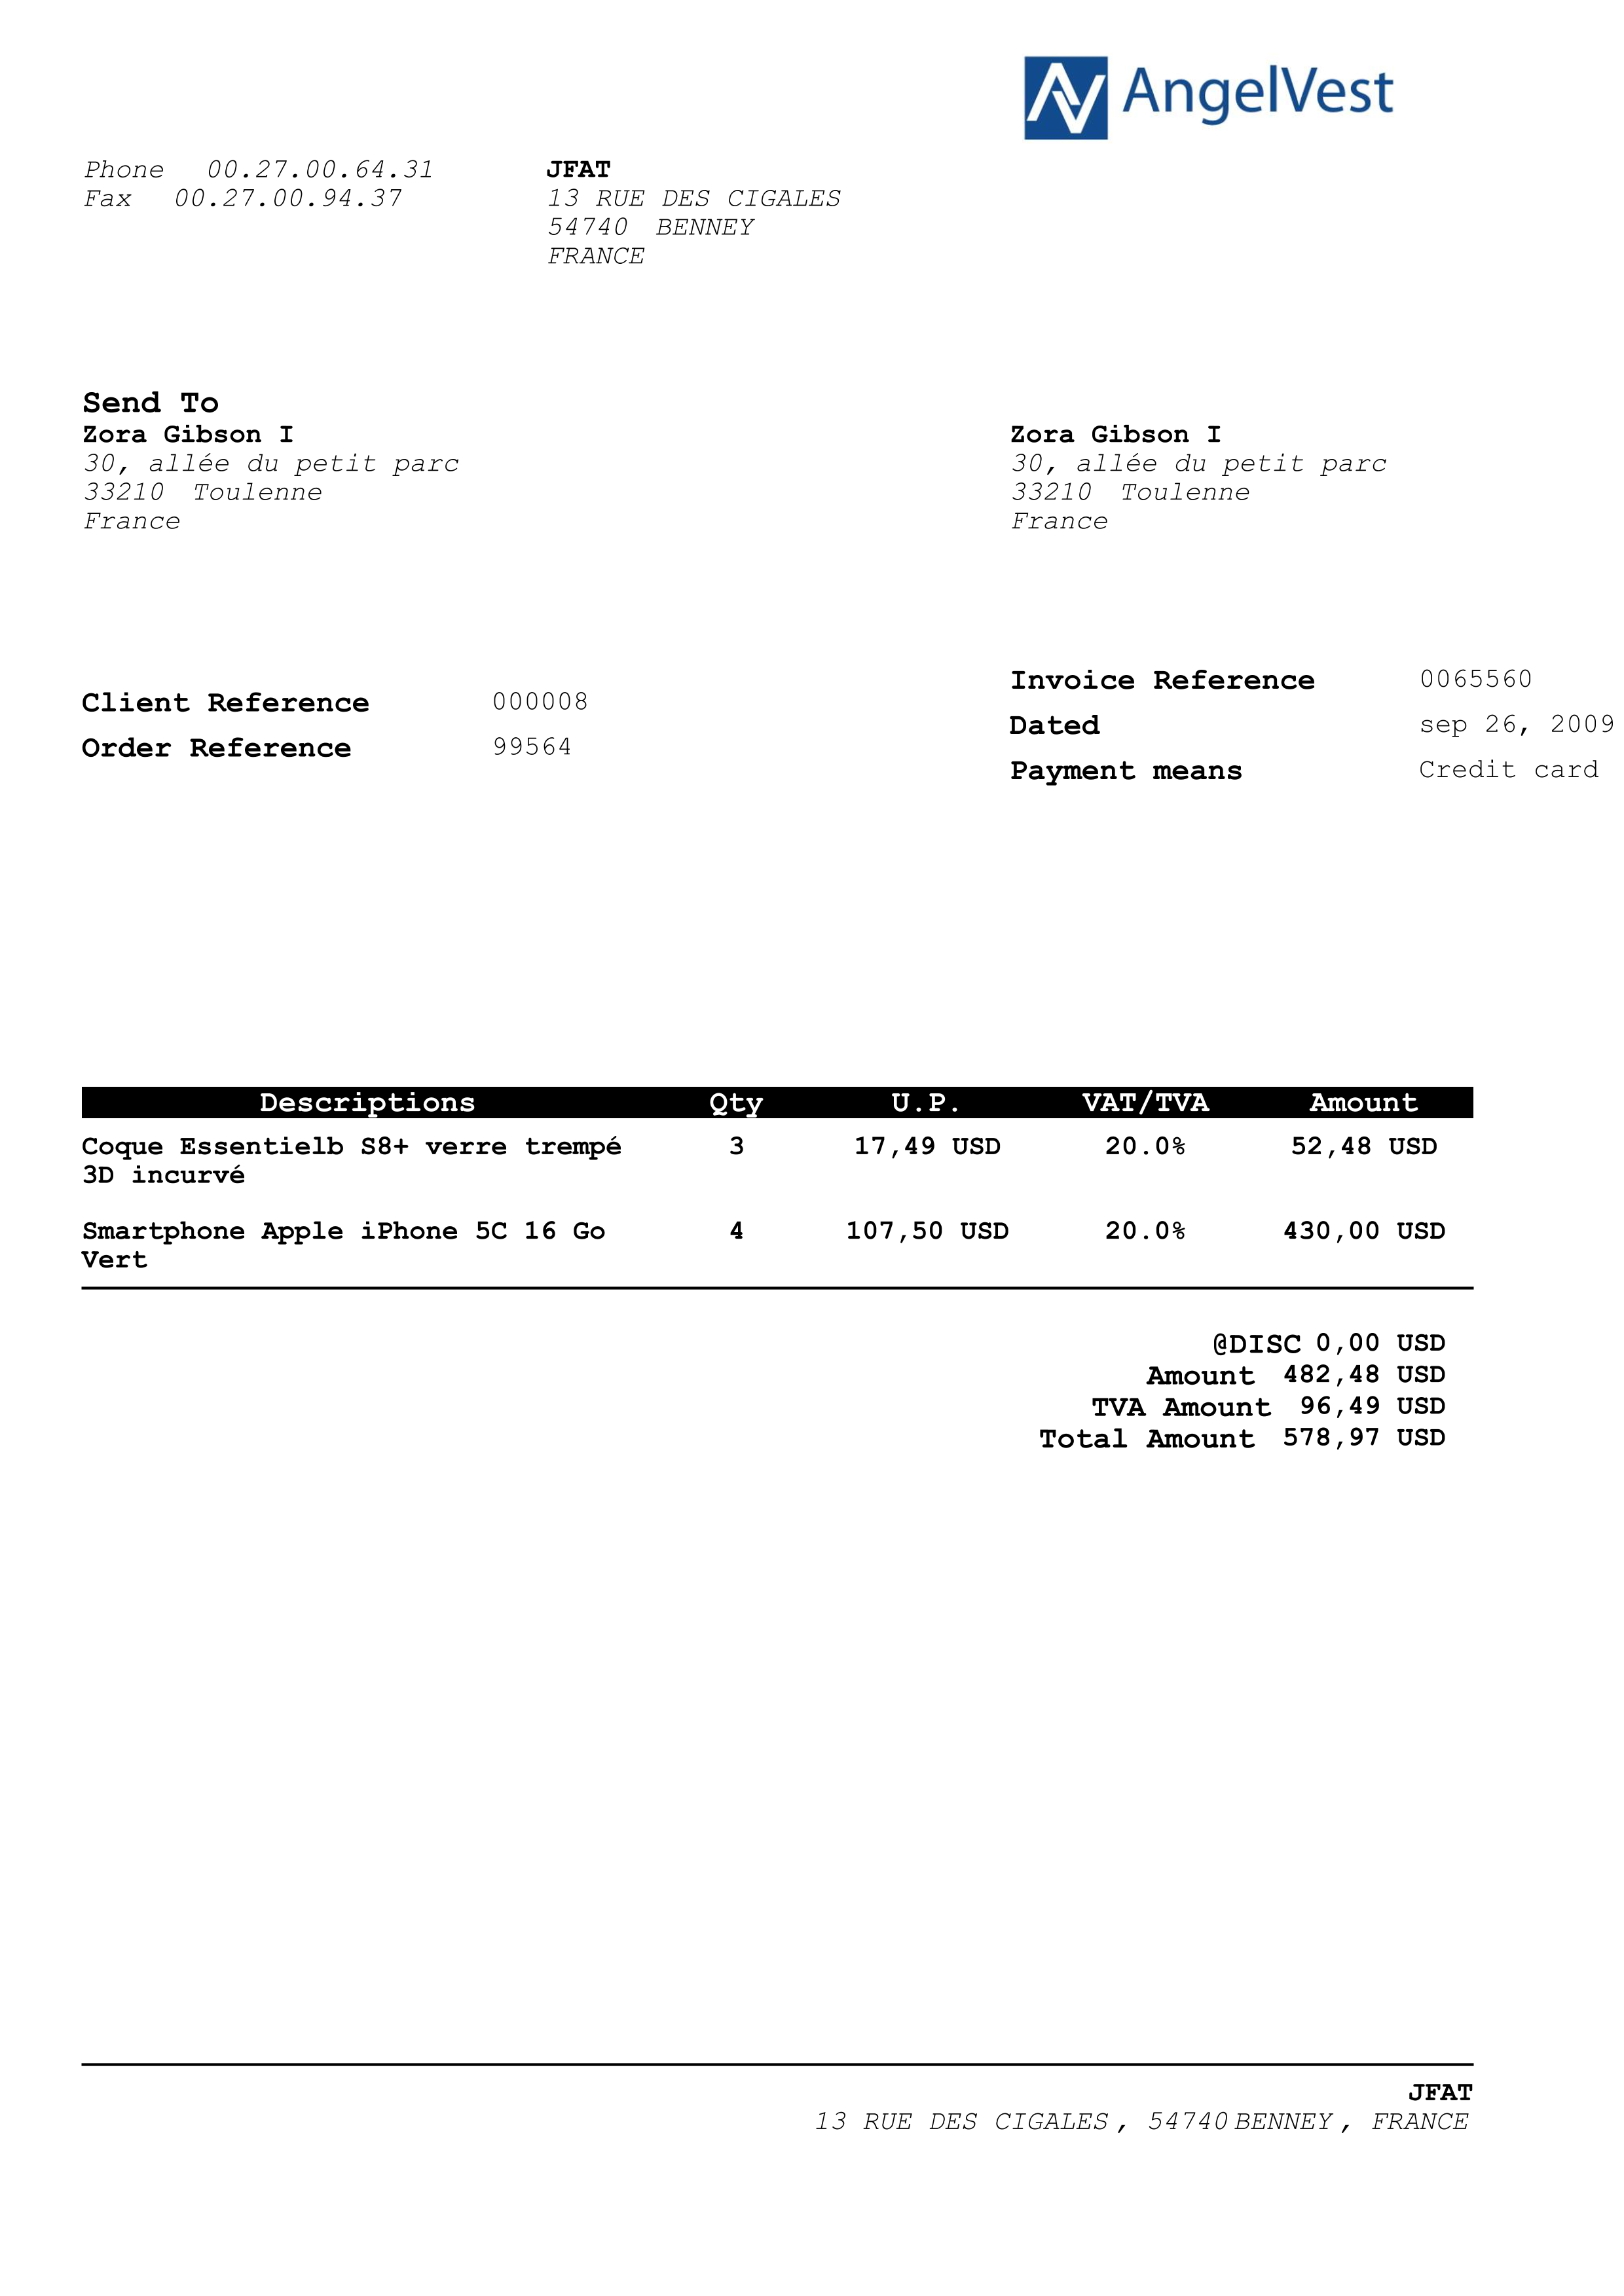 AngelVest
Phone 00.27.00.64.31
Fax 00.27.00.94.37
JFAT
13 RUE DES CIGALES
54740 BENNEY
FRANCE
Send To
Zora Gibson I
30, allée du petit parc
33210 Toulenne
France
Zora Gibson I
30, allée du petit parc
33210 Toulenne
France
Client Reference 000008
Order Reference 99564
Invoice Reference 0065560
Dated sep 26, 2009
Payment means Credit card
Descriptions Qty U.P. VAT/TVA Amount
Coque Essentielb S8+ verre trempé 3 17,49 USD 20.0% 52,48 USD
3D incurvé
Smartphone Apple iPhone 5C 16 Go 4 107,50 USD 20.0% 430,00 USD
Vert
@DISC 0,00 USD
Amount 482,48 USD
TVA Amount 96,49 USD
Total Amount 578,97 USD
JFAT
13 RUE DES CIGALES, 54740 BENNEY, FRANCE